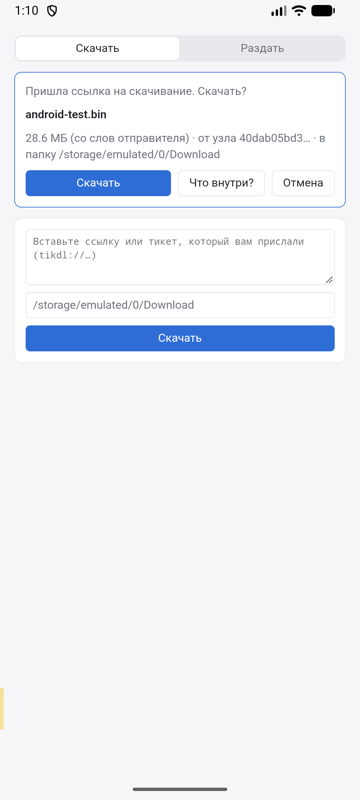 1:10
Скачать
Раздать
Пришла ссылка на скачивание. Скачать?
android-test.bin
28.6 МБ (со слов отправителя) · от узла 40dab05bd3… · в
папку /storage/emulated/0/Download
Скачать
Что внутри?
Отмена
Вставьте ссылку или тикет, который вам прислали
(tikdl://…)
/storage/emulated/0/Download
Скачать